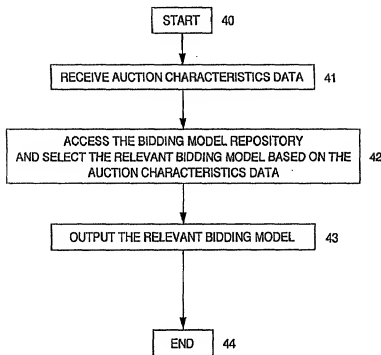 START 40
RECEIVE AUCTION CHARACTERISTICS DATA 41
ACCESS THE BIDDING MODEL REPOSITORY
AND SELECT THE RELEVANT BIDDING MODEL BASED ON THE 42
AUCTION CHARACTERISTICS DATA
OUTPUT THE RELEVANT BIDDING MODEL 43
END 44